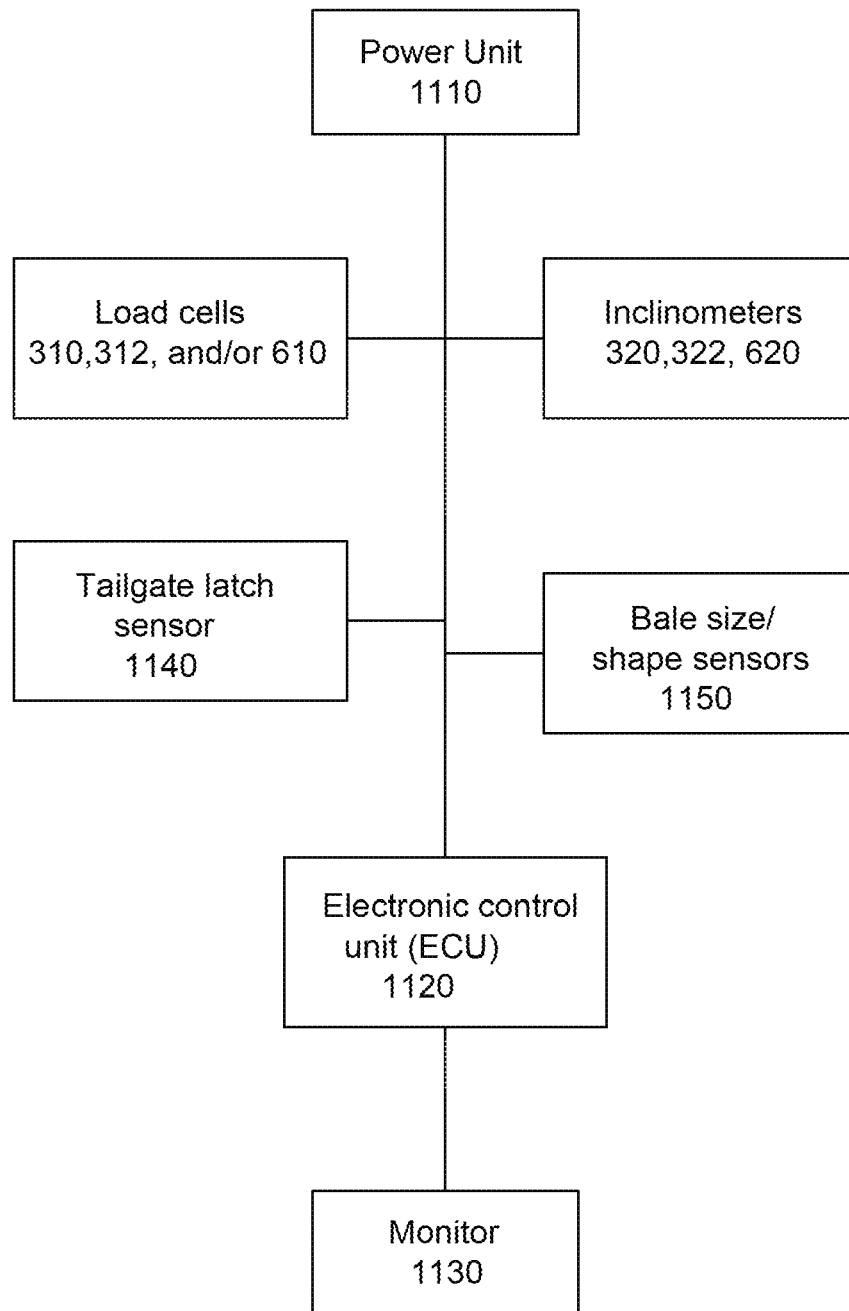 Power Unit
1110
Load cells
310,312, and/or 610
Inclinometers
320,322, 620
Tailgate latch
sensor
1140
Bale size/
shape sensors
1150
Electronic control
unit (ECU)
1120
Monitor
1130